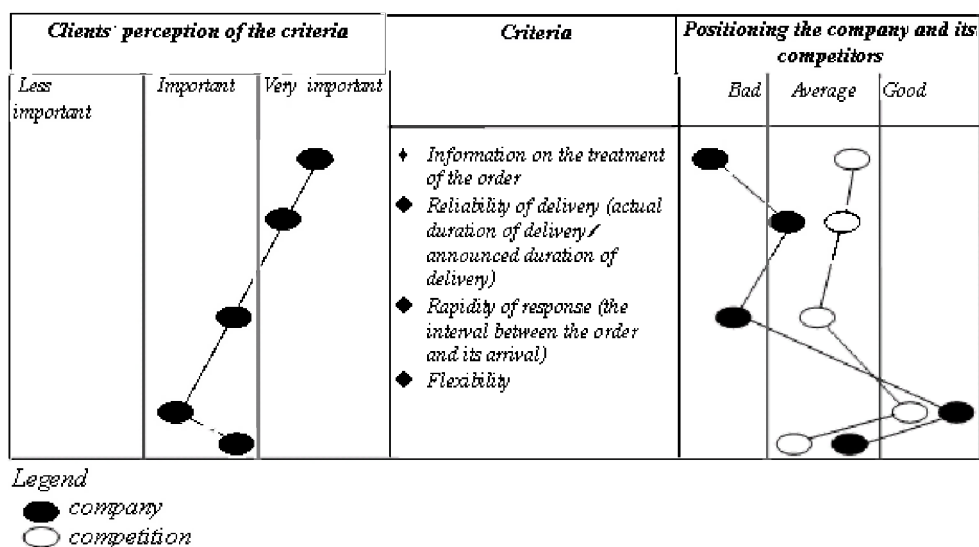 Clients' perception of the criteria
Criteria
Positioning the company and its
competitors
Less
important
Important
Very important
Bad
Average
Good
Information on the treatment
of the order
Reliability of delivery (actual
duration of delivery/
announced duration of
delivery)
Rapidity of response (the
interval between the order
and its arrival)
Flexibility
Legend
company
competition